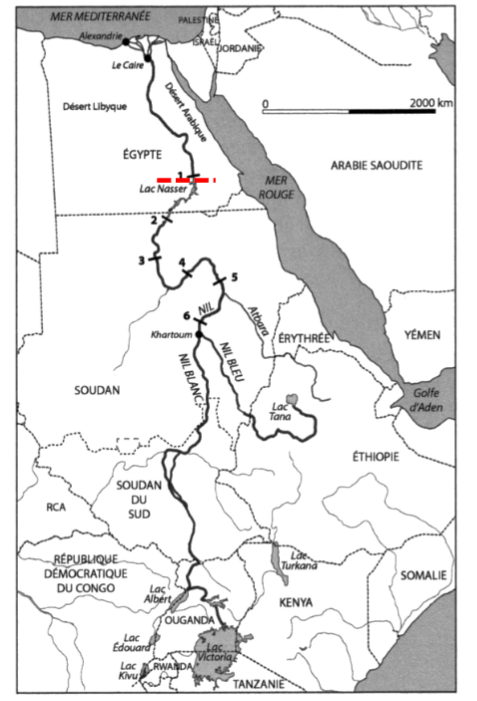 MER MEDITERRANÉE
Alexandrie
Le Caire
PALESTINE
ISRAËL
JORDANIE
Désert Libyque
Désert Arabique
0
2000 km
ÉGYPTE
ARABIE SAOUDITE
1
Lac Nasser
MER
ROUGE
2
3
4
5
6
NIL
Atbara
Khartoum
ÉRYTHRÉE
YÉMEN
NIL BLANC
NIL BLEU
SOUDAN
Lac
Tana
Golfe
d'Aden
ÉTHIOPIE
SOUDAN
DU
SUD
RCA
RÉPUBLIQUE
DÉMOCRATIQUE
DU CONGO
Lac
Turkana
SOMALIE
Lac
Albert
KENYA
OUGANDA
Lac
Édouard
Lac
Victoria
Lac
Kivu
RWANDA
TANZANIE